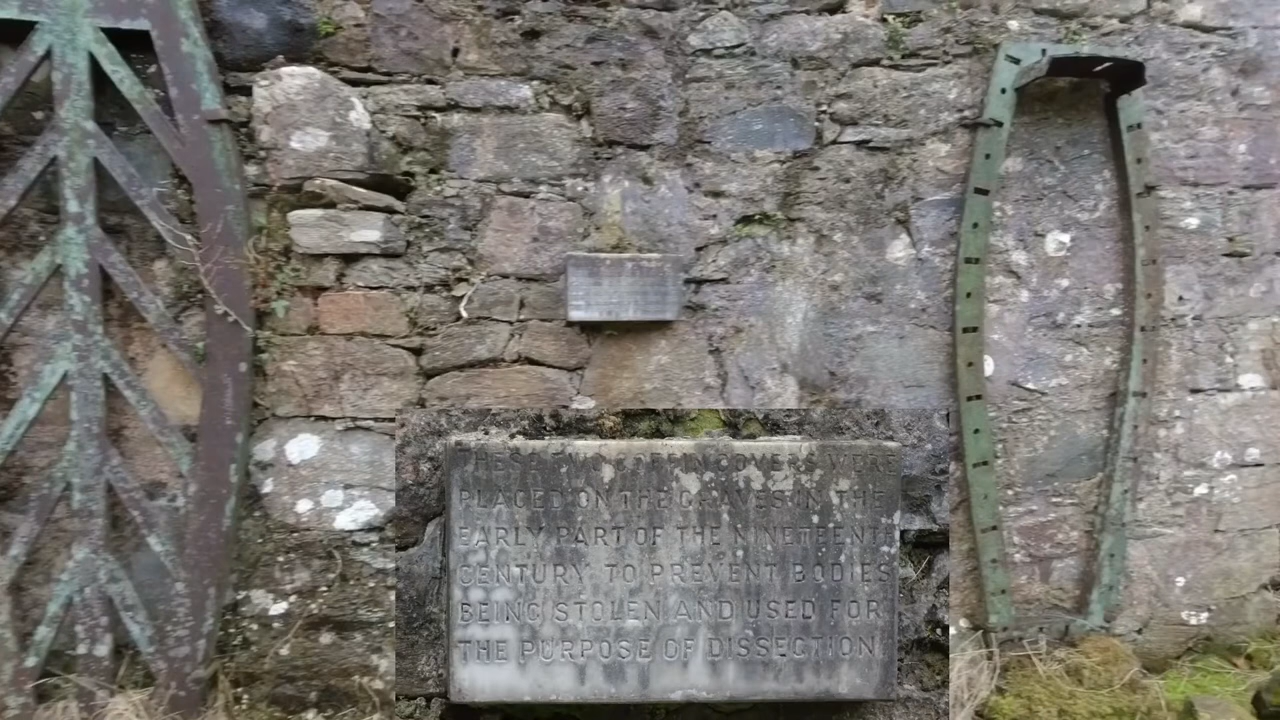 THESE TWO COFFIN COVERS WERE
PLACED ON THE GRAVES IN THE
EARLY PART OF THE NINETEENTH
CENTURY TO PREVENT BODIES
BEING STOLEN AND USED FOR
THE PURPOSE OF DISSECTION.